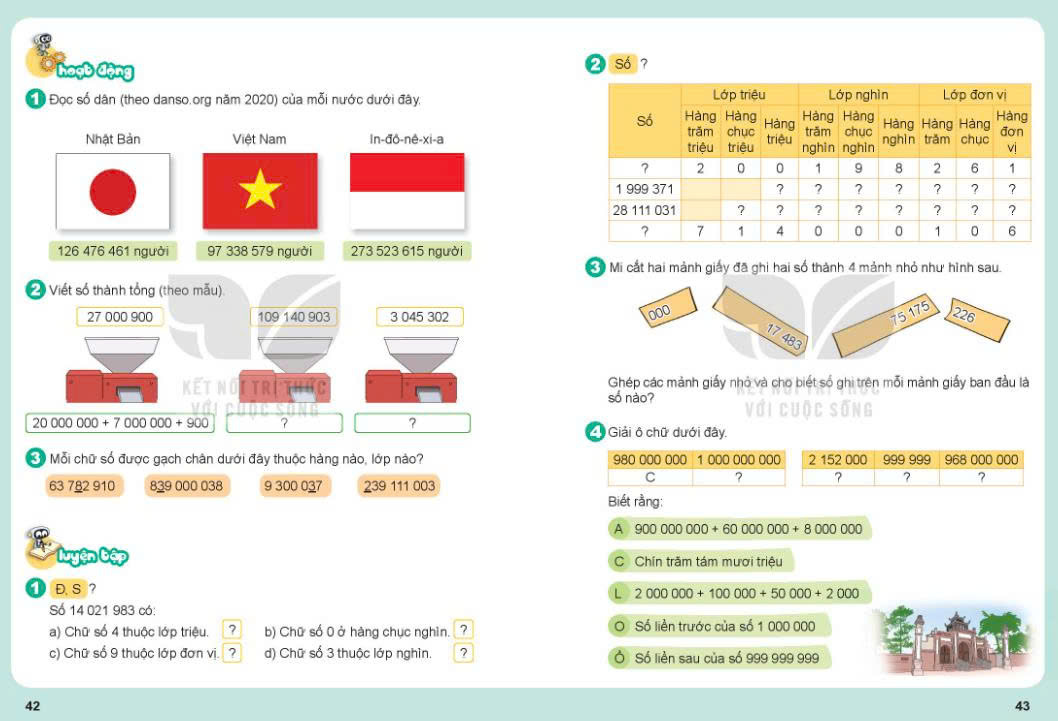 hoạt động
1 Đọc số dân (theo danso.org năm 2020) của mỗi nước dưới đây.
Nhật Bản Việt Nam In-đô-nê-xi-a
126 476 461 người 97 338 579 người 273 523 615 người
2 Viết số thành tổng (theo mẫu).
27 000 900 109 140 903 3 045 302
20 000 000 + 7 000 000 + 900 ? ?
3 Mỗi chữ số được gạch chân dưới đây thuộc hàng nào, lớp nào?
63 782 910 839 000 038 9 300 037 239 111 003
luyện tập
1 Đ, S ?
Số 14 021 983 có:
a) Chữ số 4 thuộc lớp triệu. ? b) Chữ số 0 ở hàng chục nghìn. ?
c) Chữ số 9 thuộc lớp đơn vị. ? d) Chữ số 3 thuộc lớp nghìn. ?
42
2 Số ?
Số Lớp triệu Lớp nghìn Lớp đơn vị
Hàng trăm triệu Hàng chục triệu Hàng triệu Hàng trăm nghìn Hàng chục nghìn Hàng nghìn Hàng trăm Hàng chục Hàng đơn vị
? 2 0 0 1 9 8 2 6 1
1 999 371 ? ? ? ? ? ? ?
28 111 031 ? ? ? ? ? ? ? ?
? 7 1 4 0 0 0 1 0 6
3 Mi cắt hai mảnh giấy đã ghi hai số thành 4 mảnh nhỏ như hình sau.
000 17 483 75 175 226
Ghép các mảnh giấy nhỏ và cho biết số ghi trên mỗi mảnh giấy ban đầu là
số nào?
4 Giải ô chữ dưới đây.
980 000 000 1 000 000 000 2 152 000 999 999 968 000 000
C ? ? ? ?
Biết rằng:
A 900 000 000 + 60 000 000 + 8 000 000
C Chín trăm tám mươi triệu
L 2 000 000 + 100 000 + 50 000 + 2 000
O Số liền trước của số 1 000 000
Ổ Số liền sau của số 999 999 999
43
KẾT NỐI TRI THỨC
VỚI CUỘC SỐNG
KẾT NỐI TRI THỨC
VỚI CUỘC SỐNG